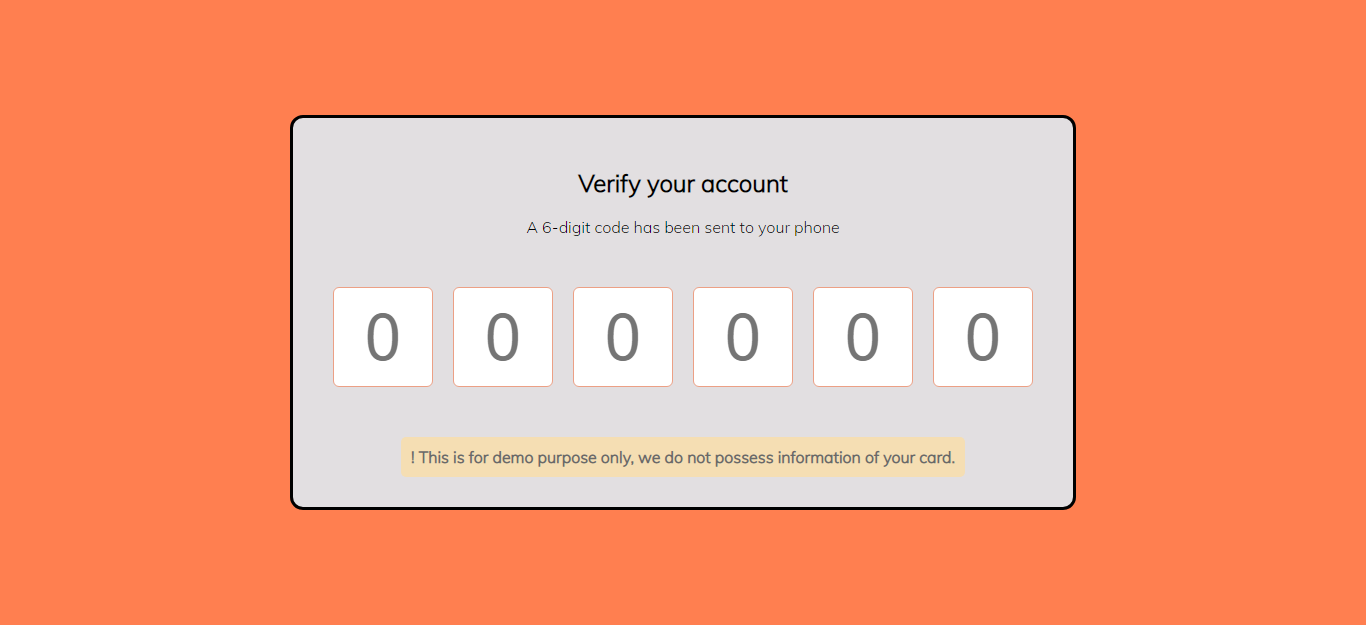 Verify your account
A 6-digit code has been sent to your phone
0 0 0 0 0 0
! This is for demo purpose only, we do not possess information of your card.